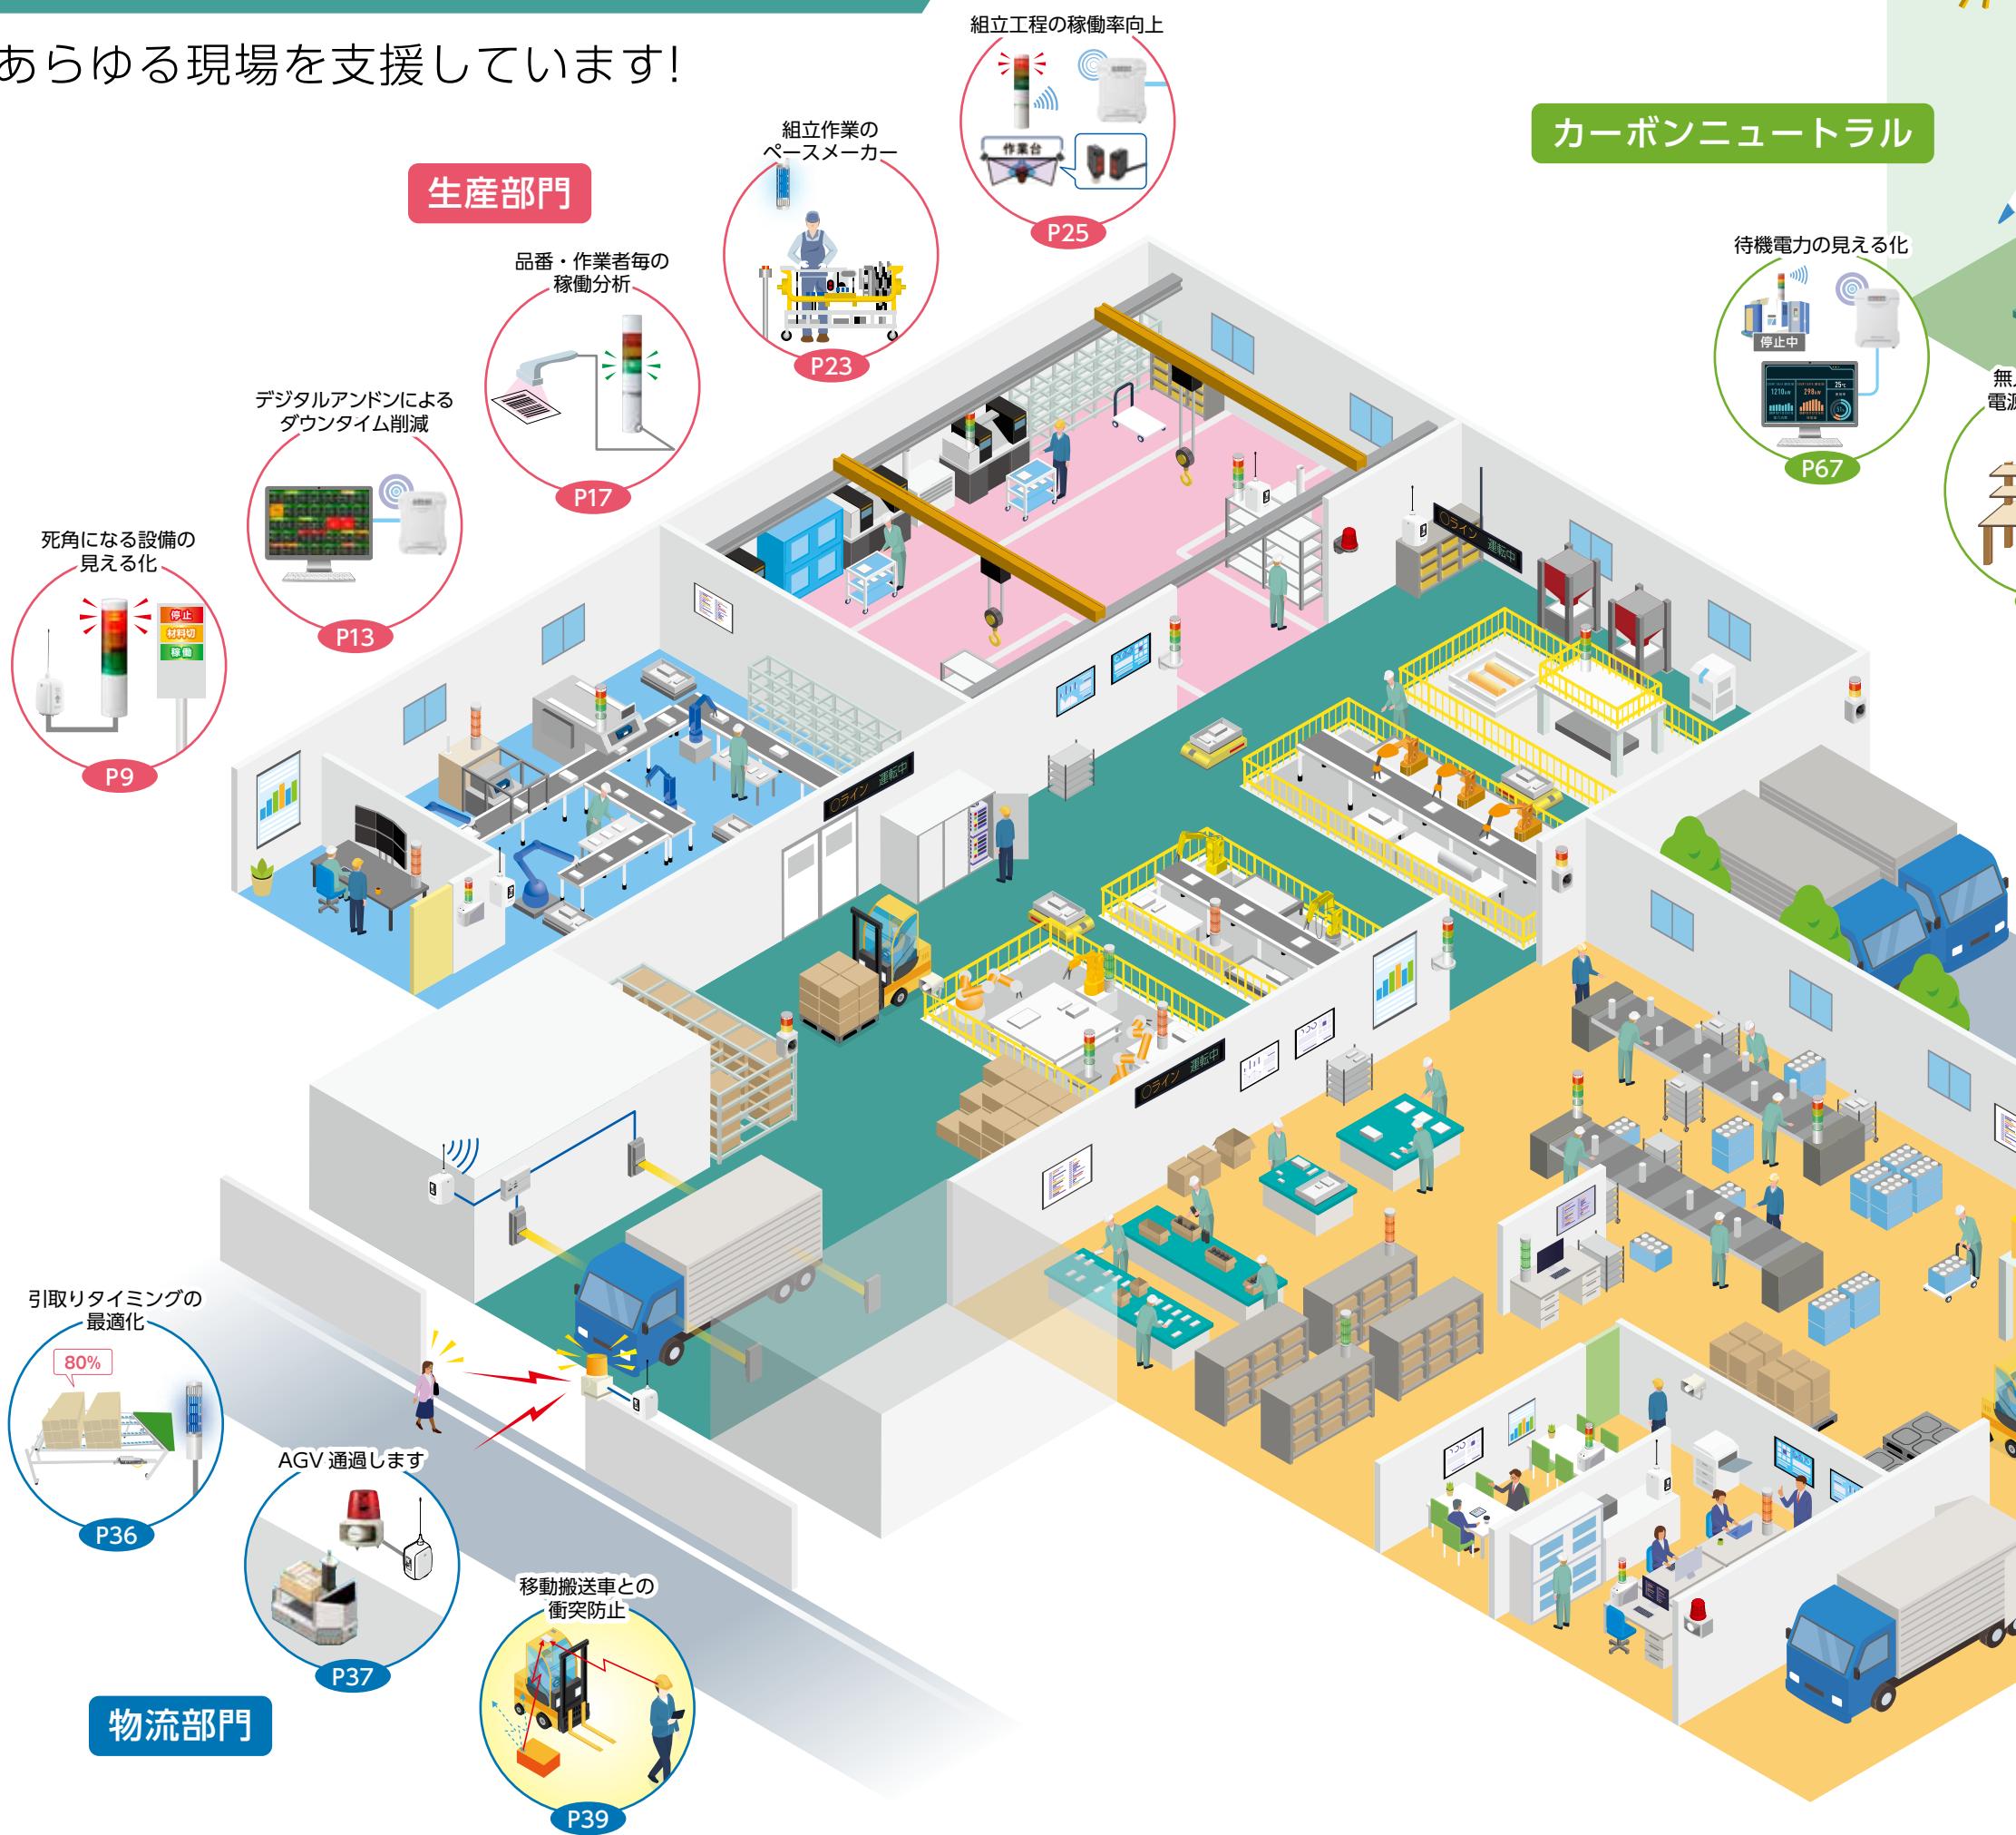 あらゆる現場を支援しています!
生産部門
組立工程の稼働率向上
作業台
P25
組立作業の
ペースメーカー
P23
品番・作業者毎の
稼働分析
P17
デジタルアンドンによる
ダウンタイム削減
P13
死角になる設備の
見える化
停止
材料切
稼働
P9
カーボンニュートラル
待機電力の見える化
停止中
1210kW
298kW
25℃
P67
無
電源
○ライン 運転中
○ライン 運転中
○ライン 運転中
引取りタイミングの
最適化
80%
P36
AGV 通過します
P37
移動搬送車との
衝突防止
P39
物流部門